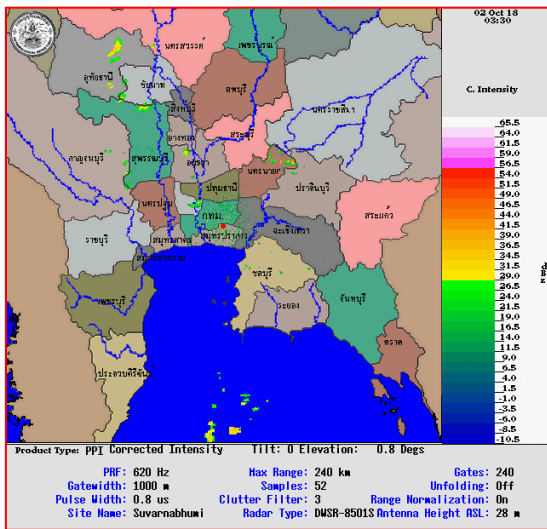 02 Oct 18
03:30
C. Intensity
65.5
64.0
61.0
59.5
56.5
54.0
51.5
49.0
46.5
44.0
41.5
39.0
36.5
34.0
31.5
29.0
26.5
24.0
21.5
19.0
16.5
14.0
11.5
9.0
6.5
4.0
1.5
-1.0
-3.5
-6.0
-8.0
-10.5
นครสวรรค์
เพชรบูรณ์
อุทัยธานี
ชัยนาท
ลพบุรี
สิงห์บุรี
นครราชสีมา
อ่างทอง
สระบุรี
กาญจนบุรี
สุพรรณบุรี
อยุธยา
นครนายก
ปราจีนบุรี
ปทุมธานี
นครปฐม
กทม.
สระแก้ว
ฉะเชิงเทรา
ราชบุรี
สมุทรสาคร
สมุทรปราการ
สมุทรสงคราม
ชลบุรี
เพชรบุรี
ระยอง
จันทบุรี
ตราด
ประจวบคีรีขันธ์
Product Type: PPI Corrected Intensity Tilt: 0 Elevation: 0.8 Degs
PRF: 620 Hz Max Range: 240 km Gates: 240
Gatewidth: 1000 m Samples: 52 Unfolding: Off
Pulse Width: 0.8 us Clutter Filter: 3 Range Normalization: On
Site Name: Suvarnabhumi Radar Type: DWSR-8501S Antenna Height ASL: 28 m